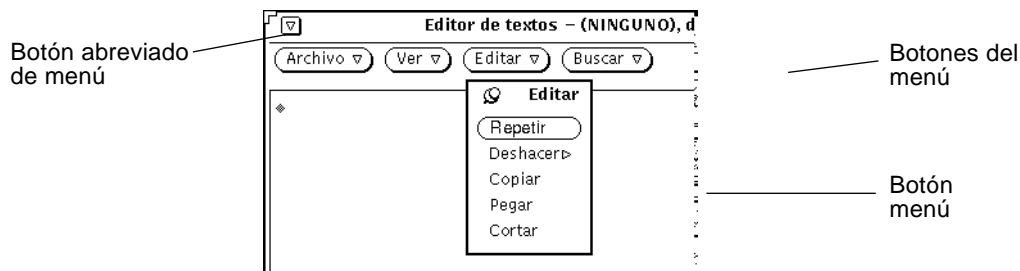 Editor de textos – (NINGUNO), d
Botón abreviado
de menú
Archivo Ver Editar Buscar
Botones del
menú
Editar
Repetir
Deshacer
Copiar
Pegar
Cortar
Botón
menú